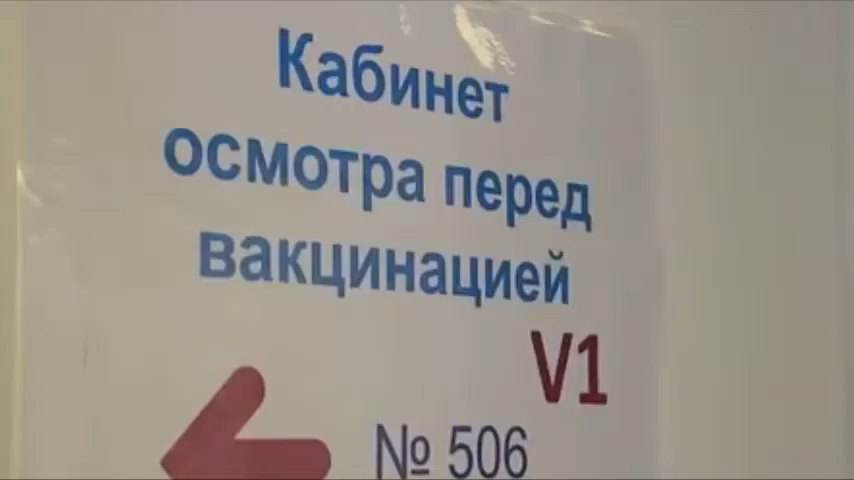 Кабинет
осмотра перед
вакцинацией
V1
№ 506